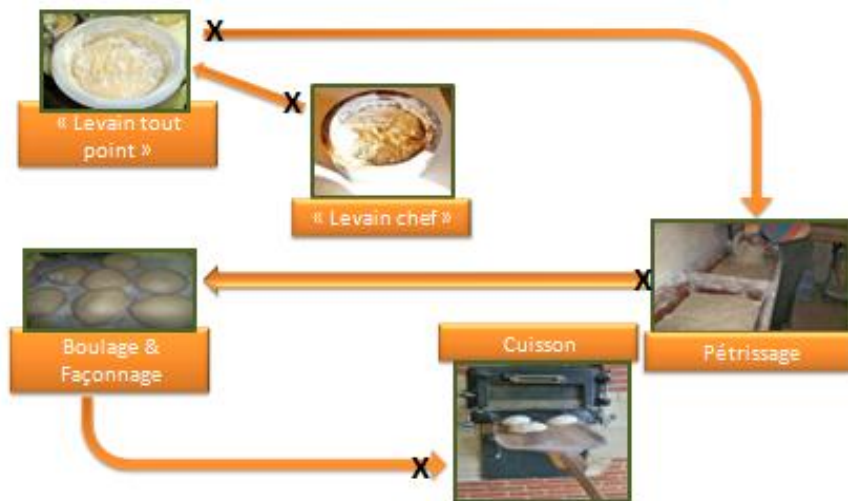 X
« Levain tout
point »
X
« Levain chef »
X
Boulage &
Façonnage
Cuisson
Pétrissage
X